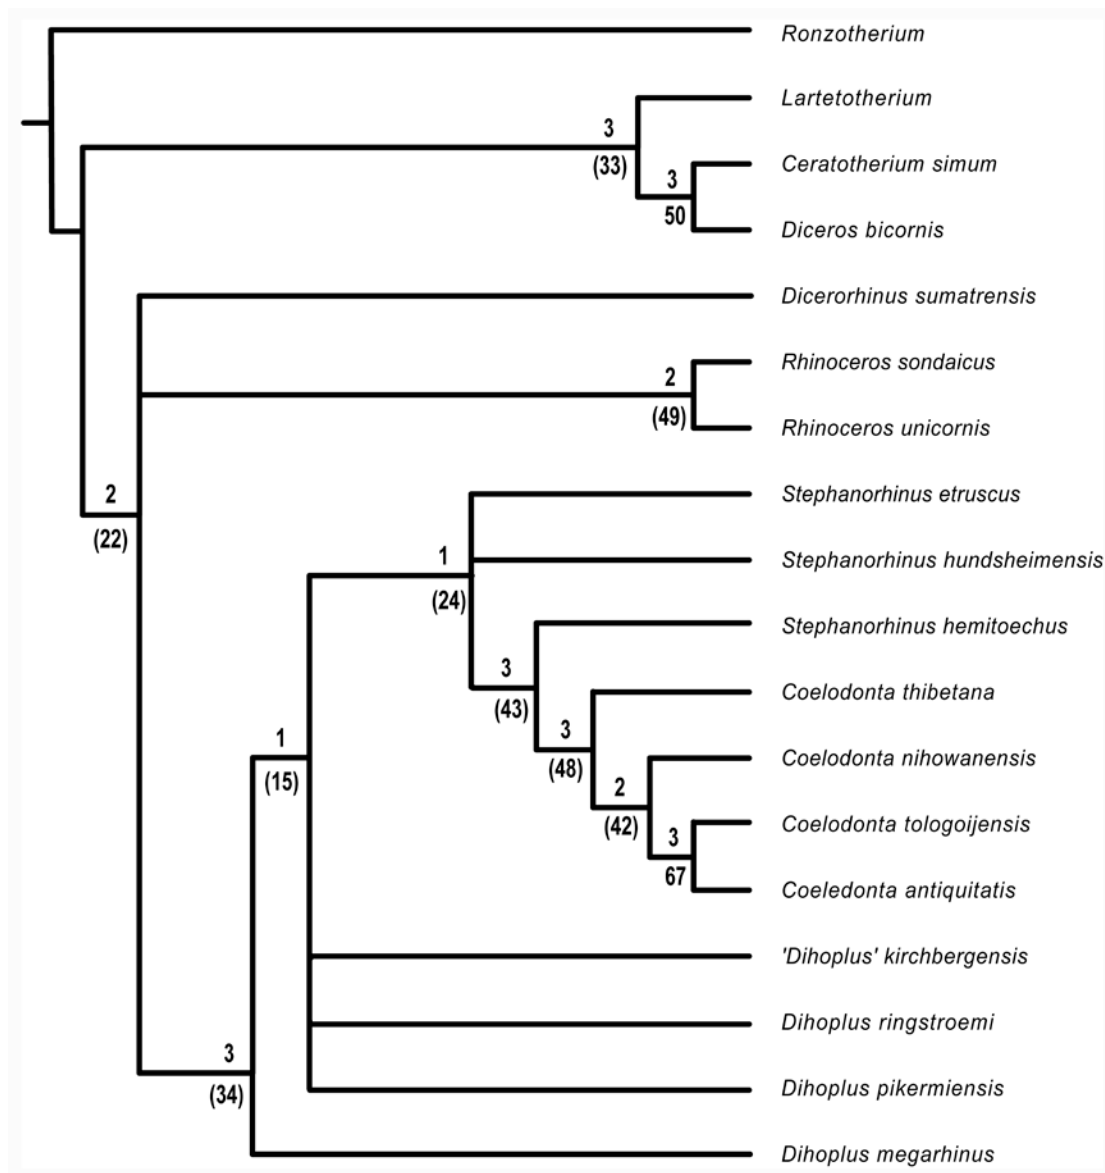 Ronzotherium
Lartetotherium
3
(33)
Ceratotherium simum
3
50
Diceros bicornis
Dicerorhinus sumatrensis
Rhinoceros sondaicus
2
(49)
Rhinoceros unicornis
Stephanorhinus etruscus
2
(22)
Stephanorhinus hundsheimensis
1
(24)
Stephanorhinus hemitoechus
3
(43)
Coelodonta thibetana
3
(48)
1
(15)
Coelodonta nihowanensis
2
(42)
Coelodonta tologoijensis
3
67
Coeledonta antiquitatis
'Dihoplus' kirchbergensis
Dihoplus ringstroemi
3
(34)
Dihoplus pikermiensis
Dihoplus megarhinus